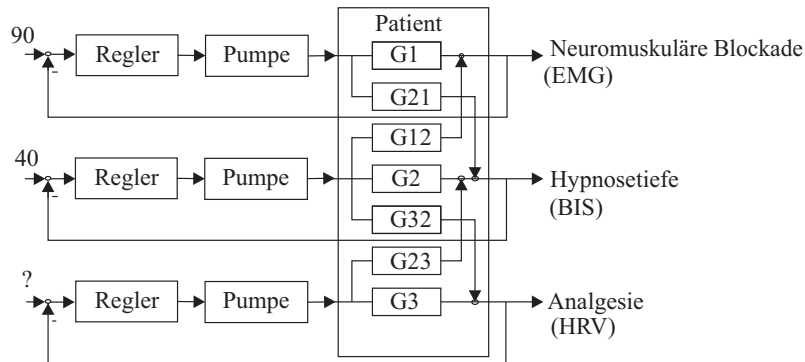 Patient
90
Regler
Pumpe
G1
Neuromuskuläre Blockade
(EMG)
-
G21
G12
40
Regler
Pumpe
G2
Hypnosetiefe
(BIS)
-
G32
G23
?
Regler
Pumpe
G3
Analgesie
(HRV)
-